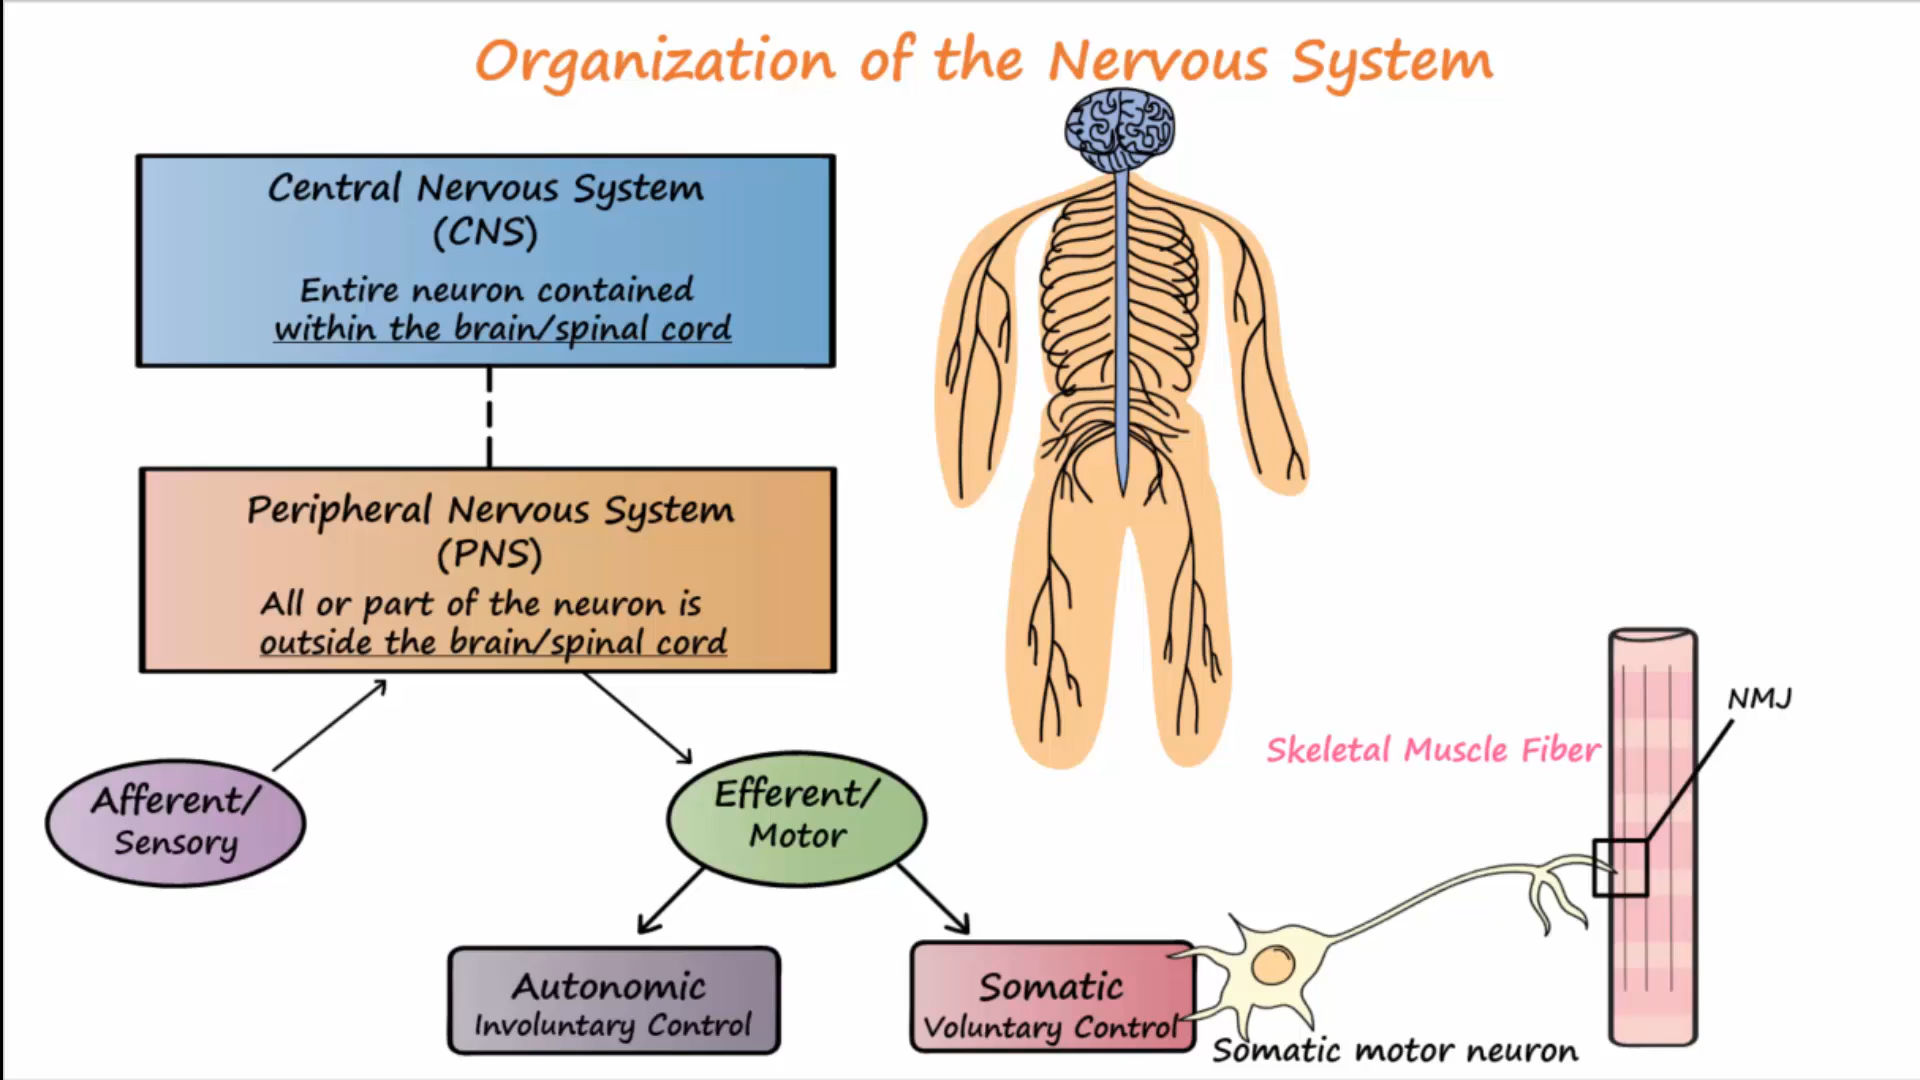 Organization of the Nervous System
Central Nervous System
(CNS)
Entire neuron contained
within the brain/spinal cord
Peripheral Nervous System
(PNS)
All or part of the neuron is
outside the brain/spinal cord
Afferent/
Sensory
Efferent/
Motor
Autonomic
Involuntary Control
Somatic
Voluntary Control
Somatic motor neuron
Skeletal Muscle Fiber
NMJ